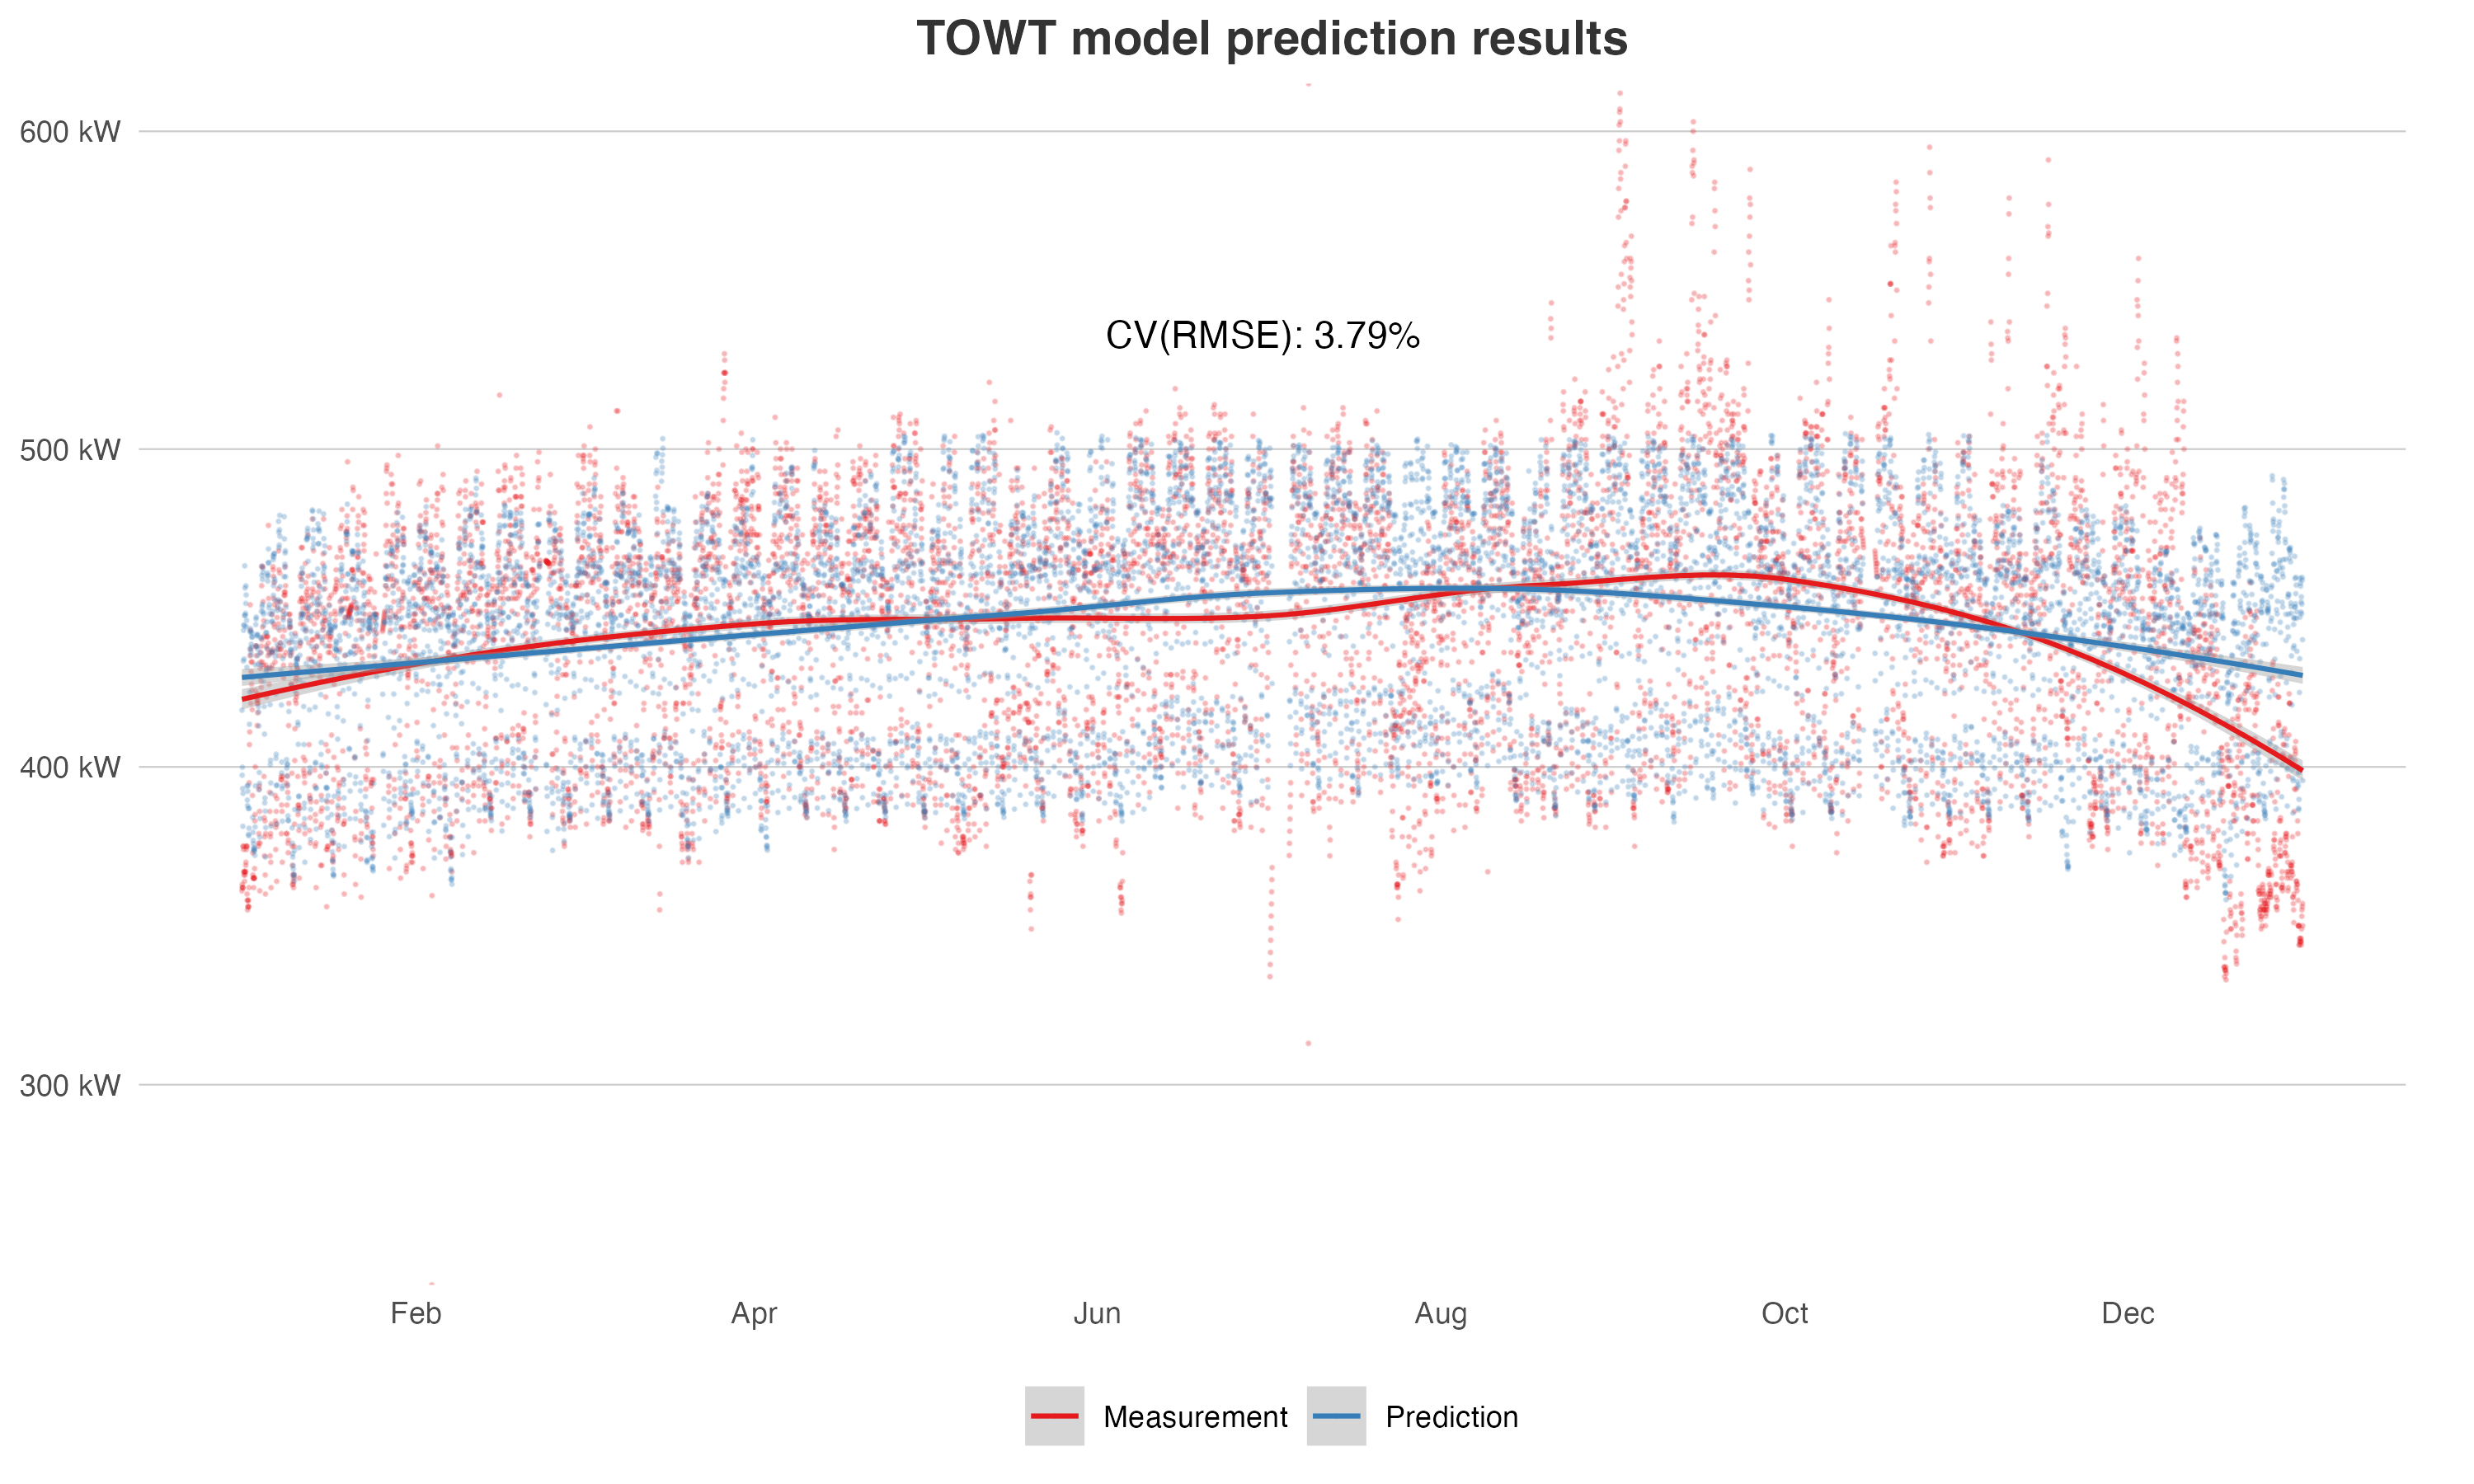 TOWT model prediction results
600 kW
CV(RMSE): 3.79%
500 kW
400 kW
300 kW
Feb Apr Jun Aug Oct Dec
Measurement Prediction